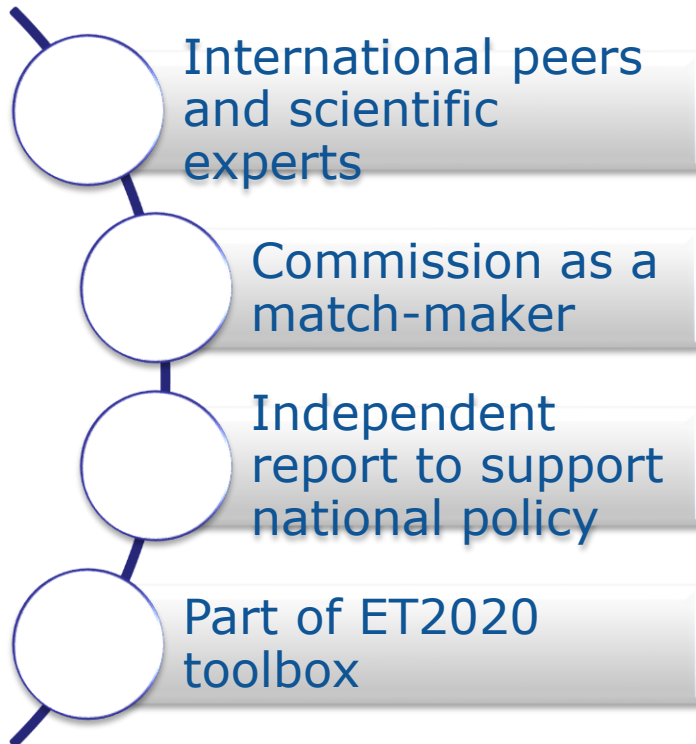 International peers
and scientific
experts
Commission as a
match-maker
Independent
report to support
national policy
Part of ET2020
toolbox